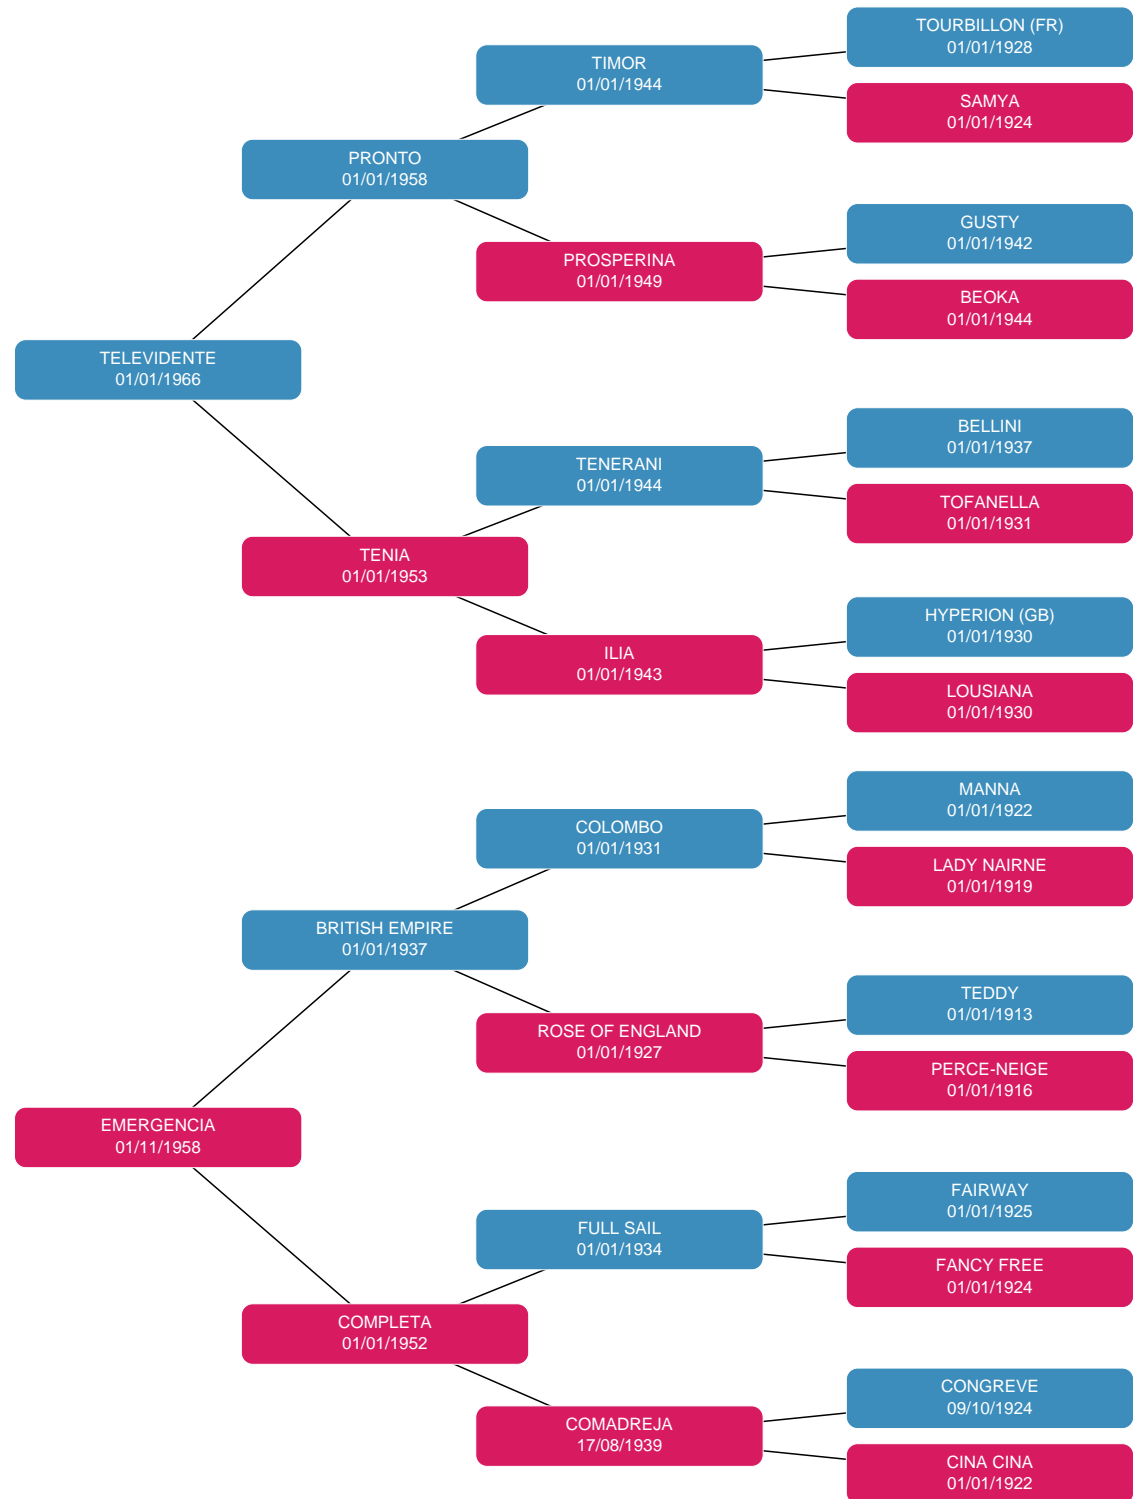 TOURBILLON (FR)
01/01/1928
TIMOR
01/01/1944
SAMYA
01/01/1924
PRONTO
01/01/1958
GUSTY
01/01/1942
PROSPERINA
01/01/1949
BEOKA
01/01/1944
TELEVIDENTE
01/01/1966
BELLINI
01/01/1937
TENERANI
01/01/1944
TOFANELLA
01/01/1931
TENIA
01/01/1953
HYPERION (GB)
01/01/1930
ILIA
01/01/1943
LOUSIANA
01/01/1930
MANNA
01/01/1922
COLOMBO
01/01/1931
LADY NAIRNE
01/01/1919
BRITISH EMPIRE
01/01/1937
TEDDY
01/01/1913
ROSE OF ENGLAND
01/01/1927
PERCE-NEIGE
01/01/1916
EMERGENCIA
01/11/1958
FAIRWAY
01/01/1925
FULL SAIL
01/01/1934
FANCY FREE
01/01/1924
COMPLETA
01/01/1952
CONGREVE
09/10/1924
COMADREJA
17/08/1939
CINA CINA
01/01/1922